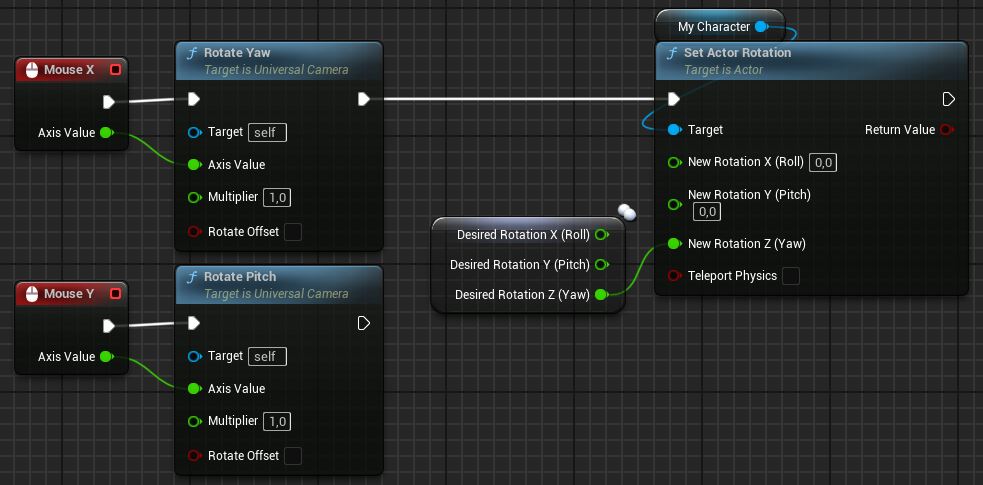 My Character
Mouse X
Axis Value
f Rotate Yaw
Target is Universal Camera
Target self
Axis Value
Multiplier 1,0
Rotate Offset
f Set Actor Rotation
Target is Actor
Target
Return Value
New Rotation X (Roll) 0,0
New Rotation Y (Pitch)
0,0
New Rotation Z (Yaw)
Teleport Physics
Desired Rotation X (Roll)
Desired Rotation Y (Pitch)
Desired Rotation Z (Yaw)
Mouse Y
Axis Value
f Rotate Pitch
Target is Universal Camera
Target self
Axis Value
Multiplier 1,0
Rotate Offset